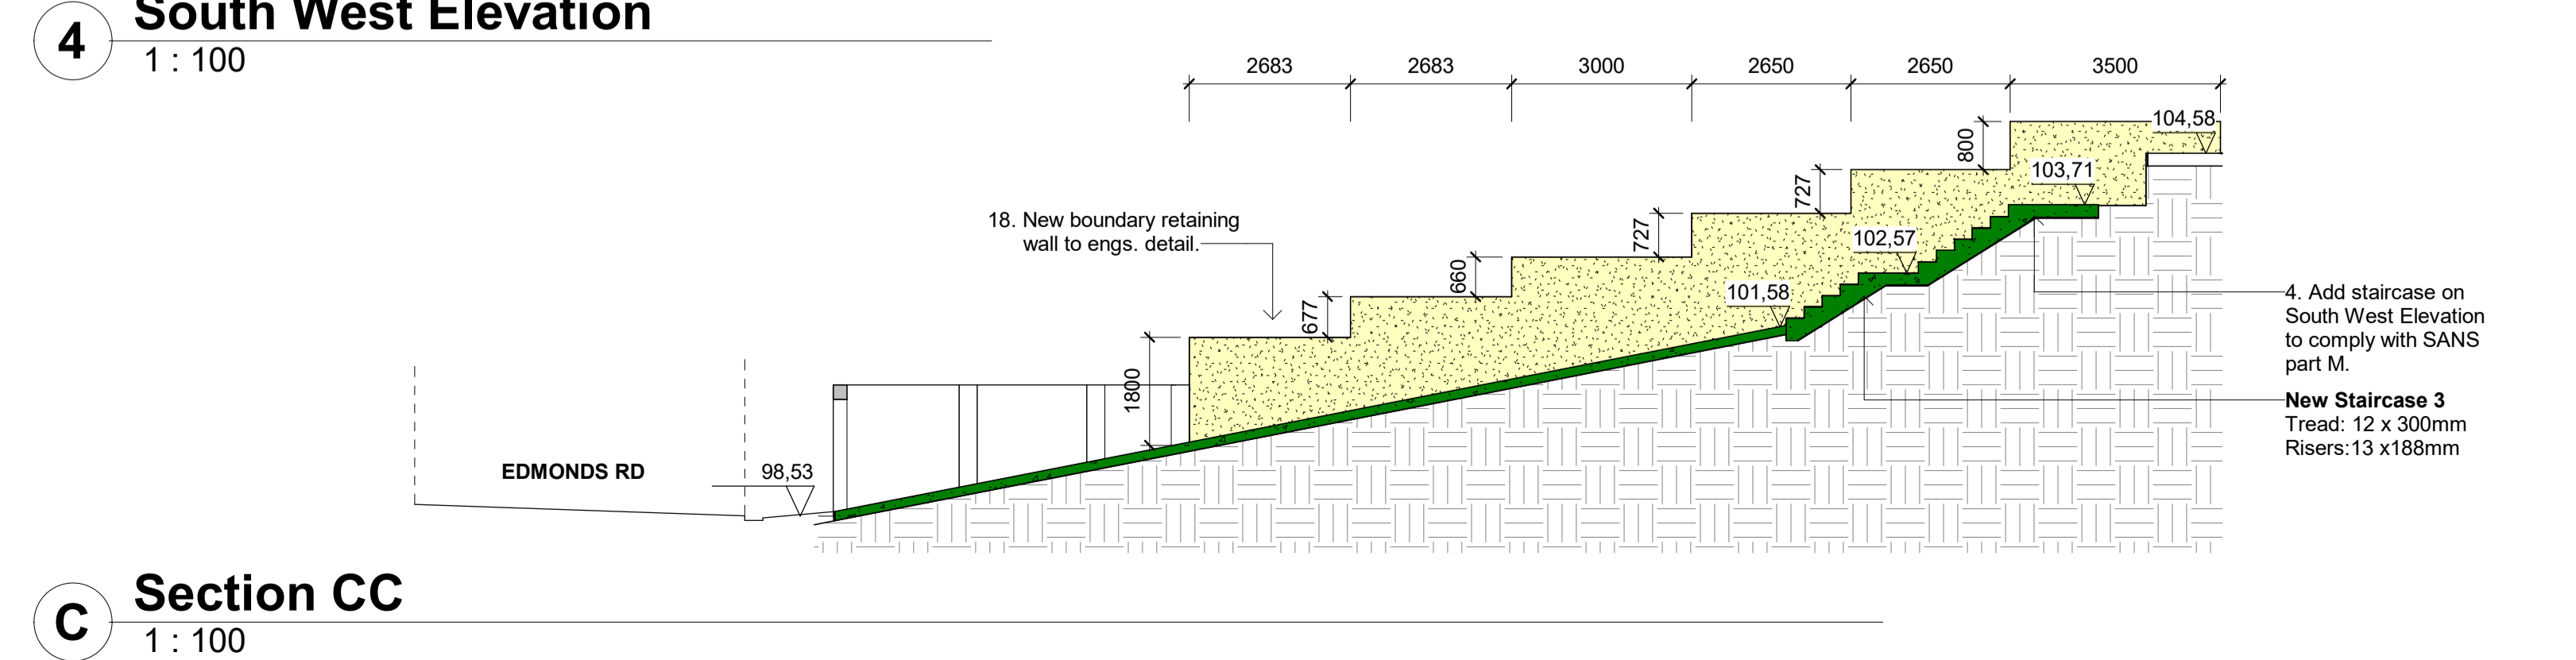 4
South West Elevation
1 : 100
2683
2683
3000
2650
2650
3500
104,58
800
103,71
727
727
102,57
18. New boundary retaining
wall to engs. detail.
660
677
101,58
4. Add staircase on
South West Elevation
to comply with SANS
part M.
1800
New Staircase 3
Tread: 12 x 300mm
Risers:13 x188mm
EDMONDS RD
98,53
C
Section CC
1 : 100